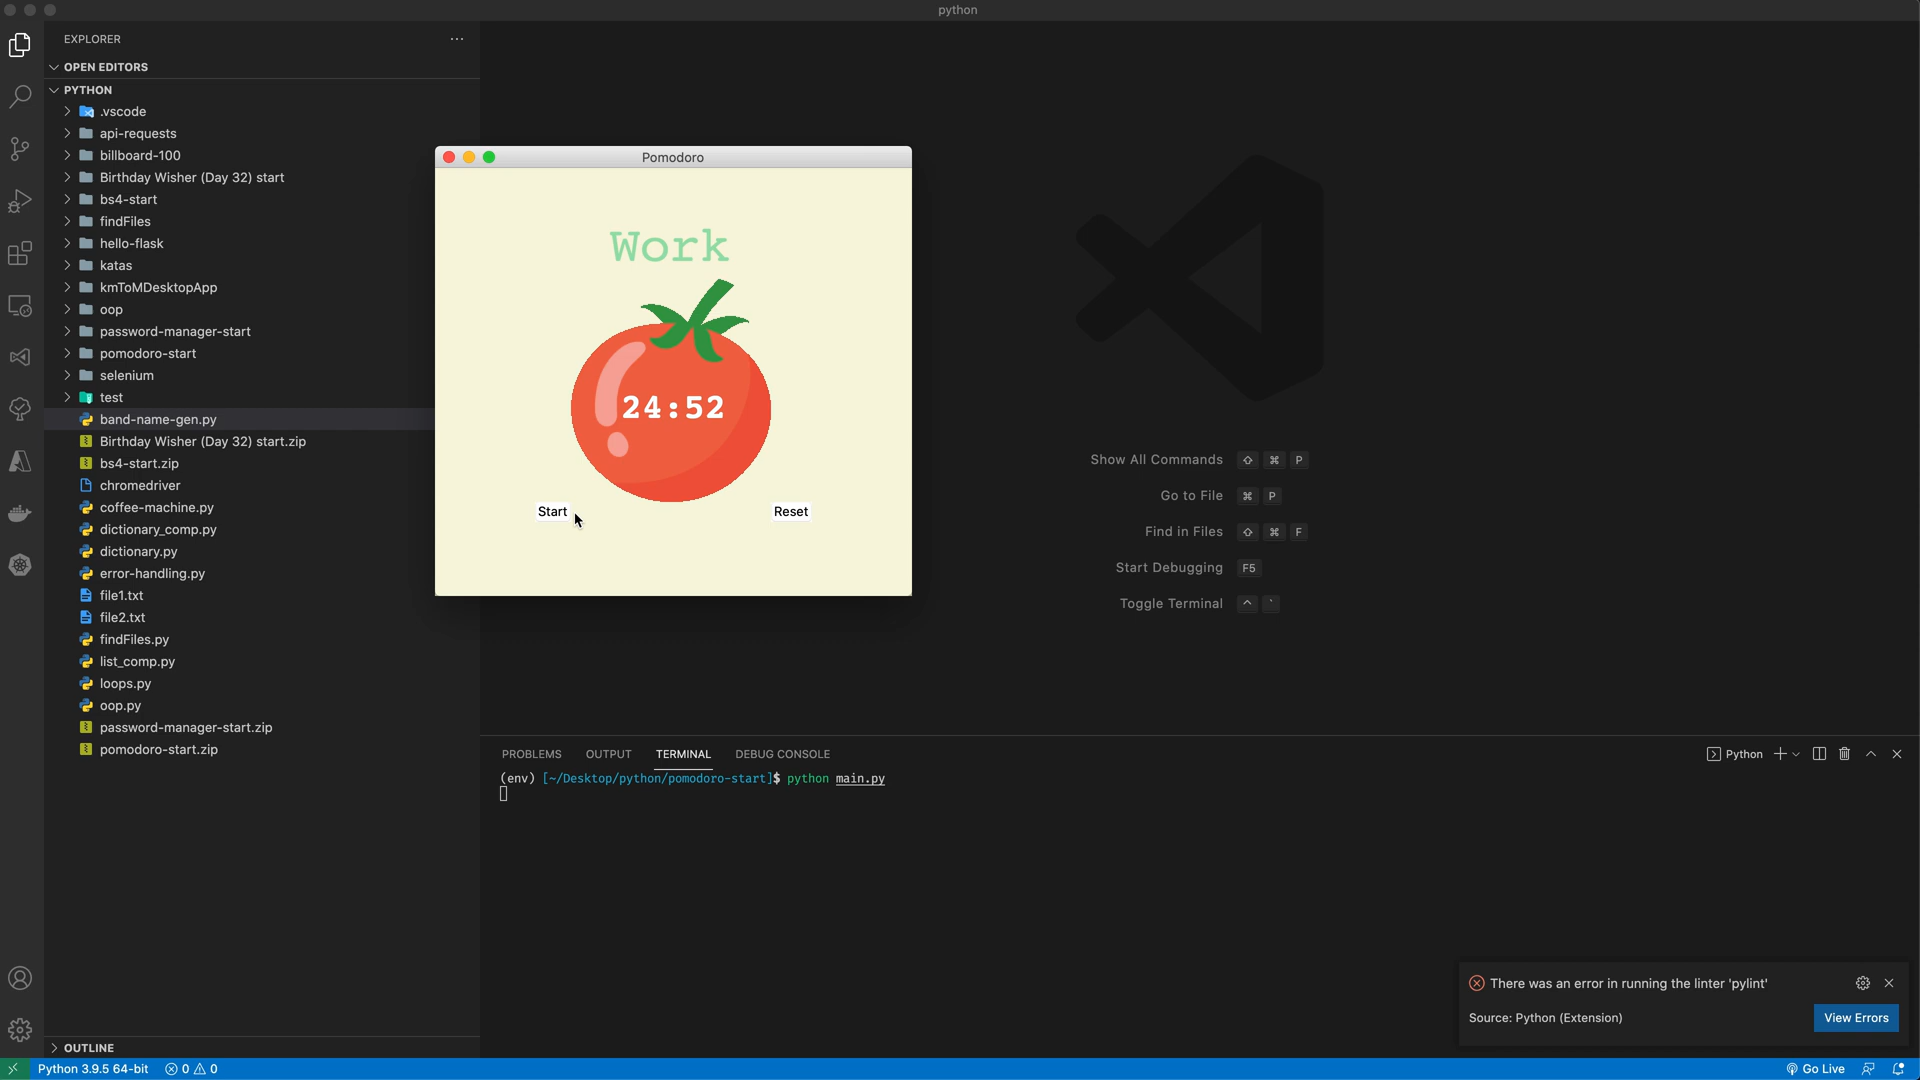 python
EXPLORER
OPEN EDITORS
PYTHON
.vscode
api-requests
billboard-100
Birthday Wisher (Day 32) start
bs4-start
findFiles
hello-flask
katas
kmToMDesktopApp
oop
password-manager-start
pomodoro-start
selenium
test
band-name-gen.py
Birthday Wisher (Day 32) start.zip
bs4-start.zip
chromedriver
coffee-machine.py
dictionary_comp.py
dictionary.py
error-handling.py
file1.txt
file2.txt
findFiles.py
list_comp.py
loops.py
oop.py
password-manager-start.zip
pomodoro-start.zip
OUTLINE
Pomodoro
Work
24:52
Start Reset
Show All Commands ⇧ ⌘ P
Go to File ⌘ P
Find in Files ⇧ ⌘ F
Start Debugging F5
Toggle Terminal ^ `
PROBLEMS OUTPUT TERMINAL DEBUG CONSOLE Python
(env) [~/Desktop/python/pomodoro-start]$ python main.py
There was an error in running the linter 'pylint'
Source: Python (Extension) View Errors
Python 3.9.5 64-bit 0 0 Go Live